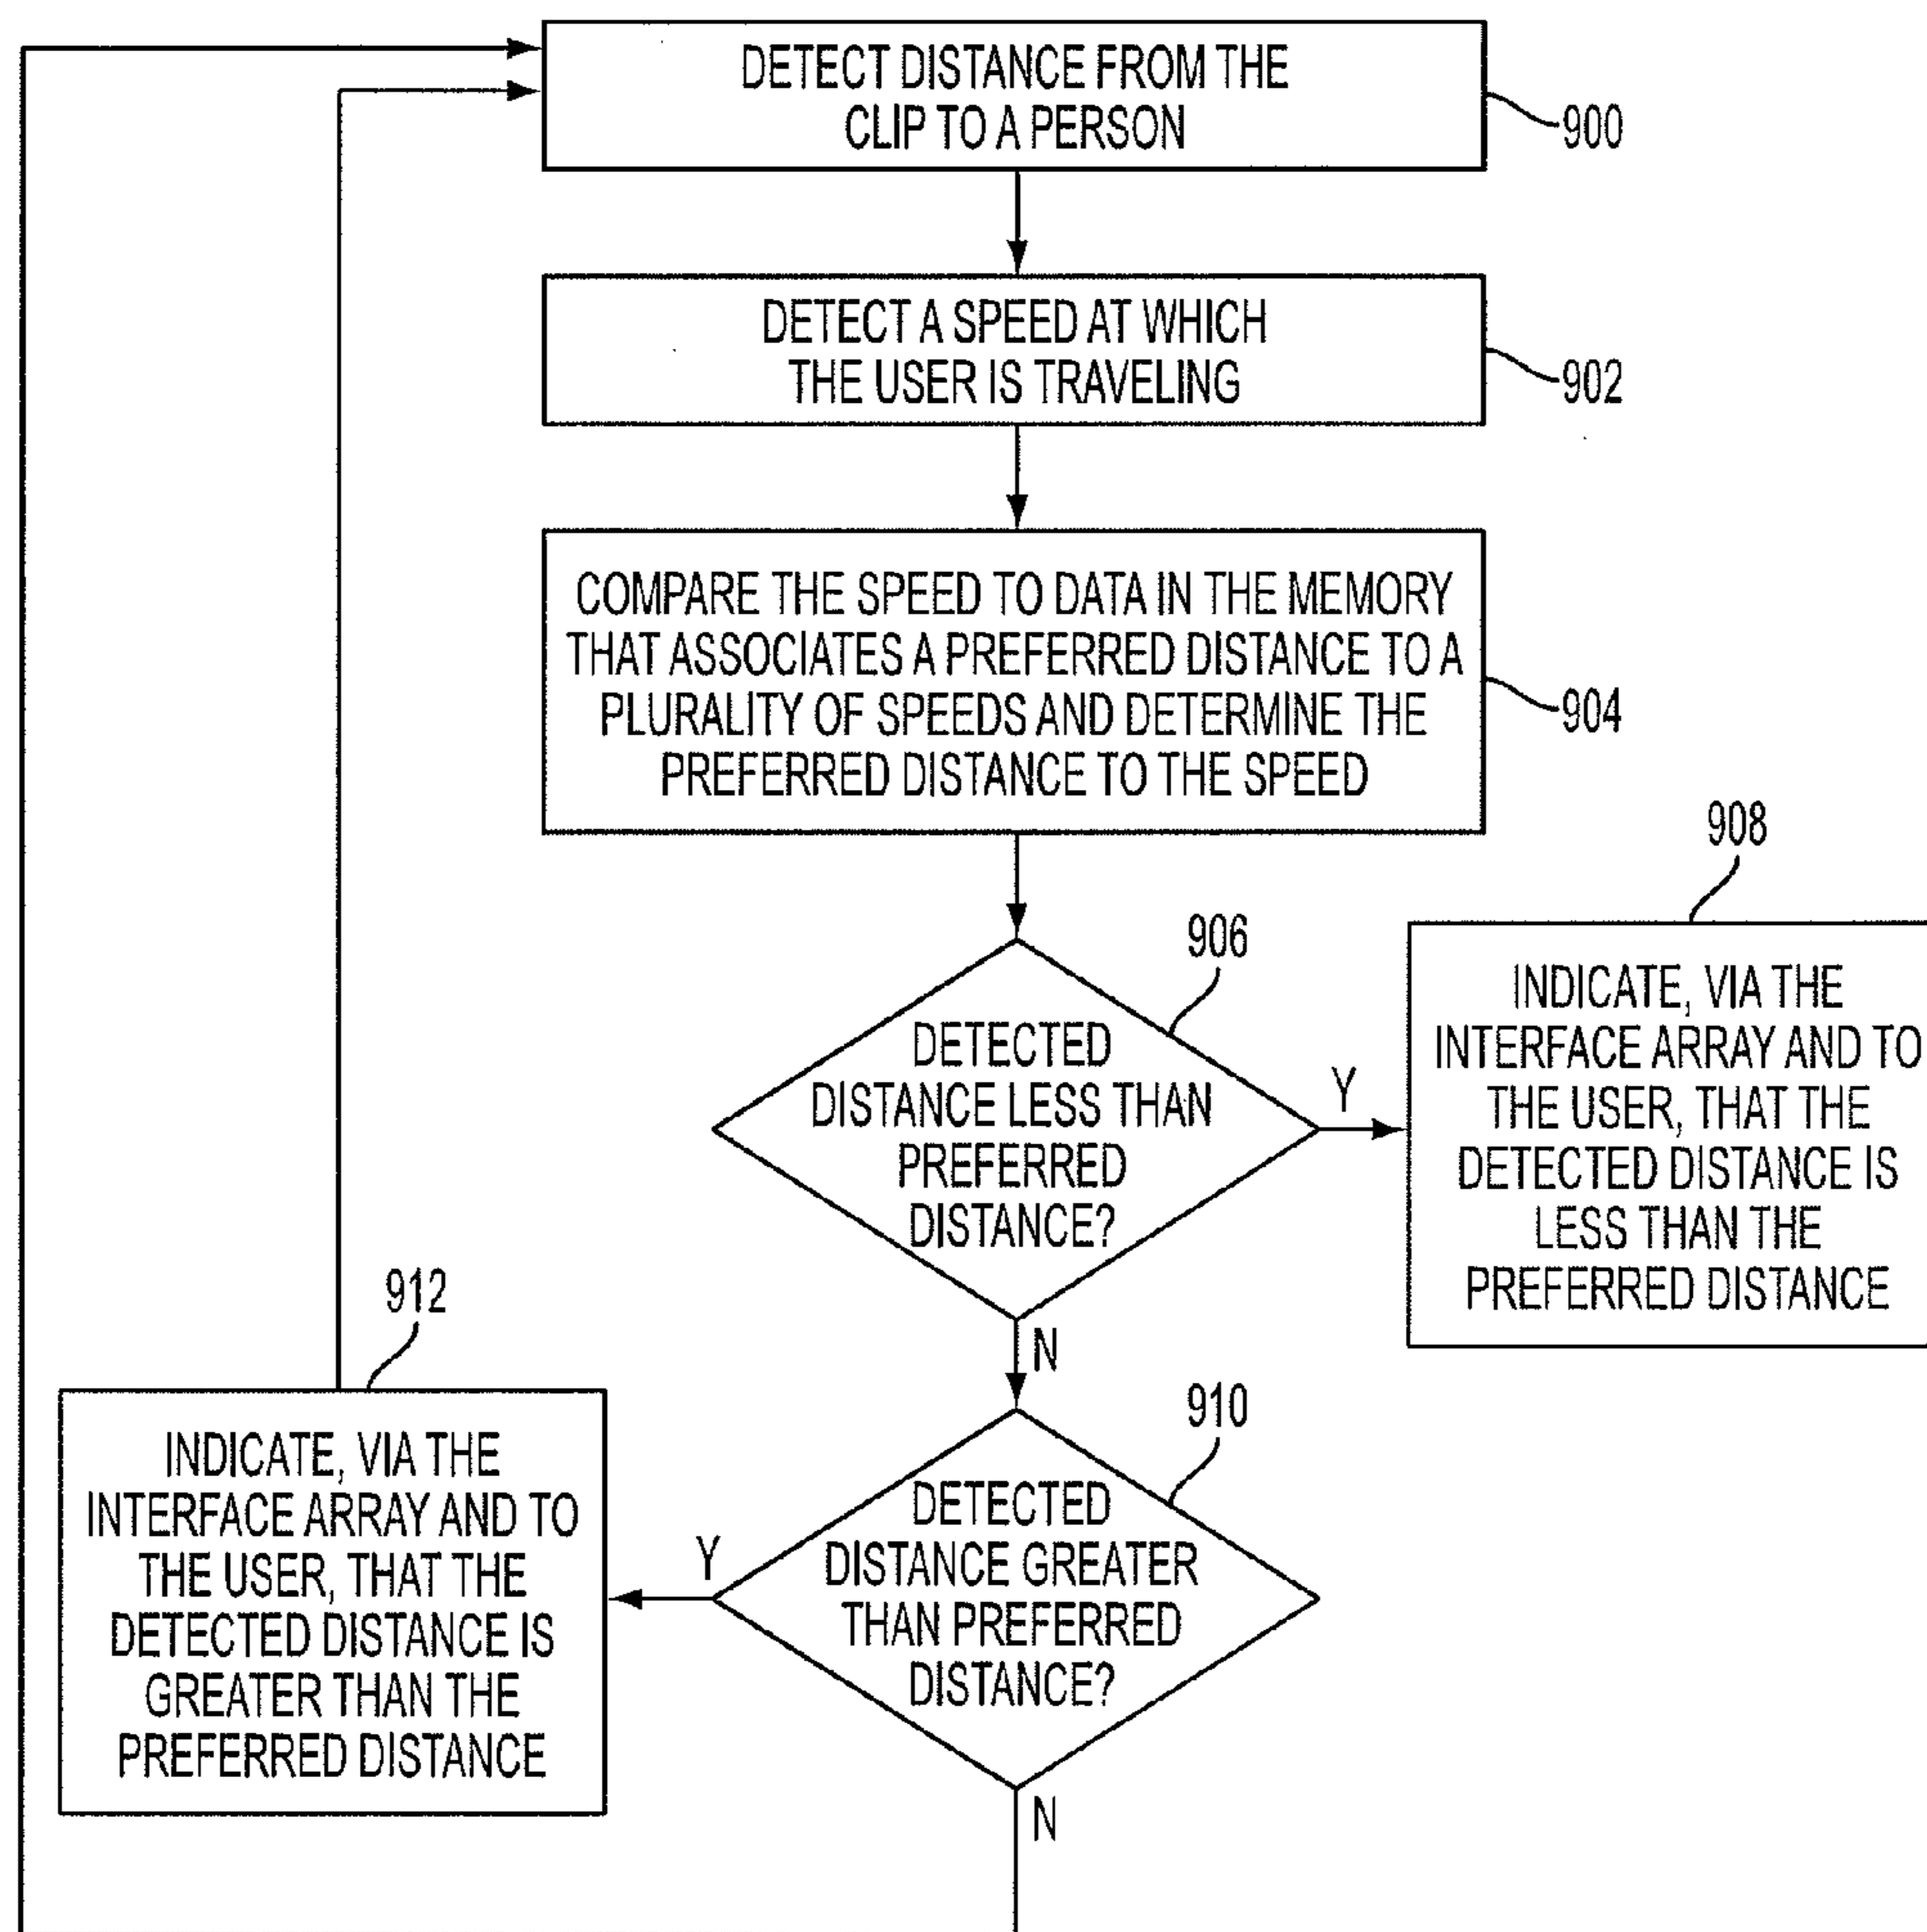 DETECT DISTANCE FROM THE
CLIP TO A PERSON
900
DETECT A SPEED AT WHICH
THE USER IS TRAVELING
902
COMPARE THE SPEED TO DATA IN THE MEMORY
THAT ASSOCIATES A PREFERRED DISTANCE TO A
PLURALITY OF SPEEDS AND DETERMINE THE
PREFERRED DISTANCE TO THE SPEED
904
906
DETECTED
DISTANCE LESS THAN
PREFERRED
DISTANCE?
Y
N
908
INDICATE, VIA THE
INTERFACE ARRAY AND TO
THE USER, THAT THE
DETECTED DISTANCE IS
LESS THAN THE
PREFERRED DISTANCE
910
DETECTED
DISTANCE GREATER
THAN PREFERRED
DISTANCE?
Y
N
912
INDICATE, VIA THE
INTERFACE ARRAY AND TO
THE USER, THAT THE
DETECTED DISTANCE IS
GREATER THAN THE
PREFERRED DISTANCE